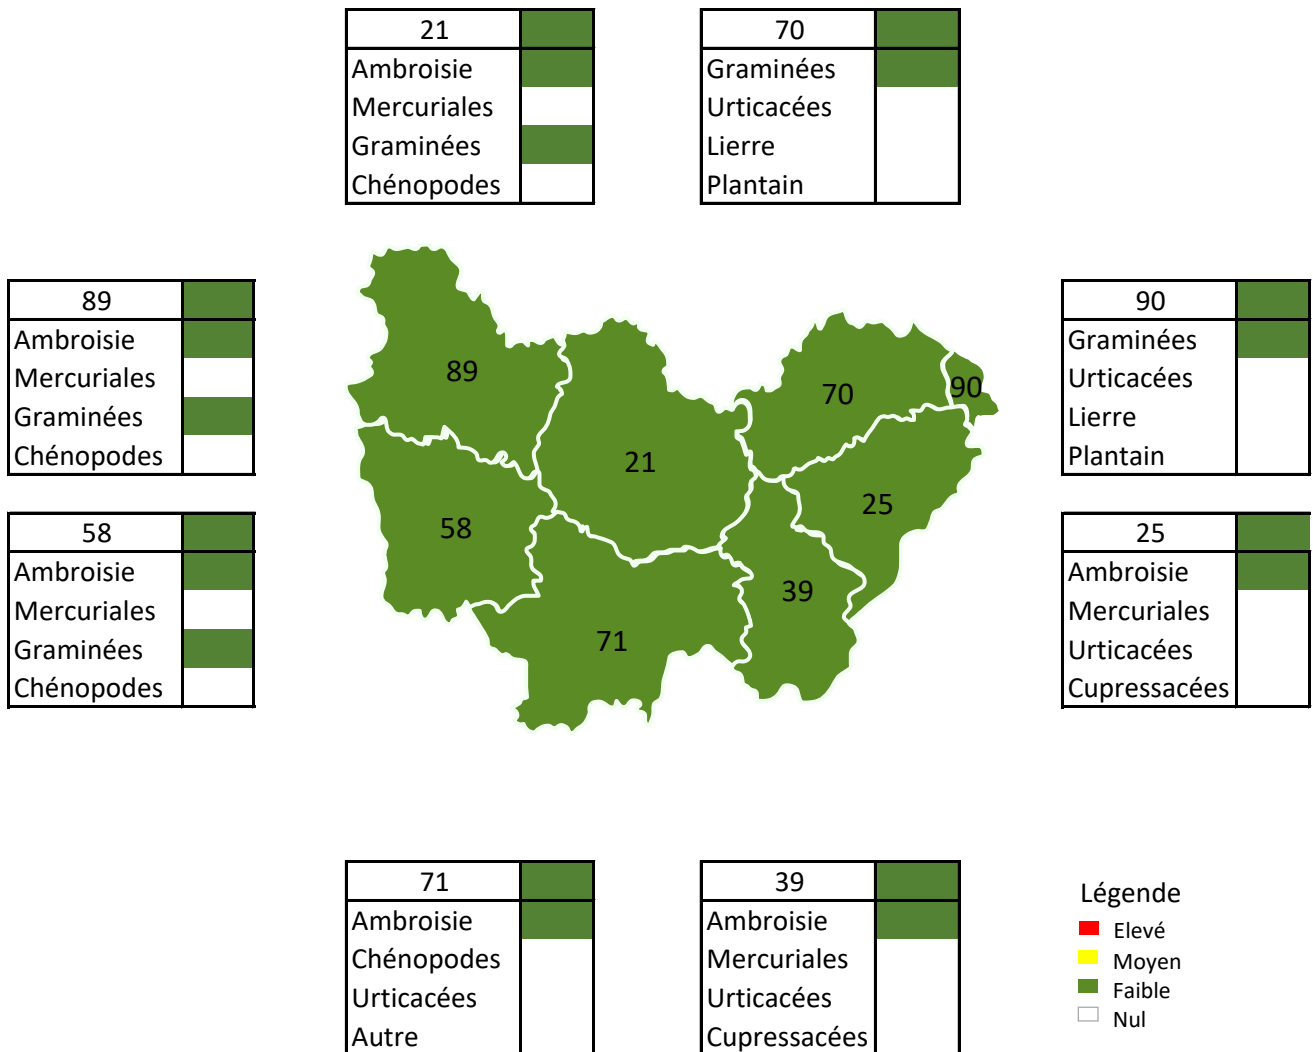 21
Ambroisie
Mercuriales
Graminées
Chénopodes
70
Graminées
Urticacées
Lierre
Plantain
89
Ambroisie
Mercuriales
Graminées
Chénopodes
90
Graminées
Urticacées
Lierre
Plantain
89
70
90
21
25
58
39
71
58
Ambroisie
Mercuriales
Graminées
Chénopodes
25
Ambroisie
Mercuriales
Urticacées
Cupressacées
71
Ambroisie
Chénopodes
Urticacées
Autre
39
Ambroisie
Mercuriales
Urticacées
Cupressacées
Légende
Elevé
Moyen
Faible
Nul